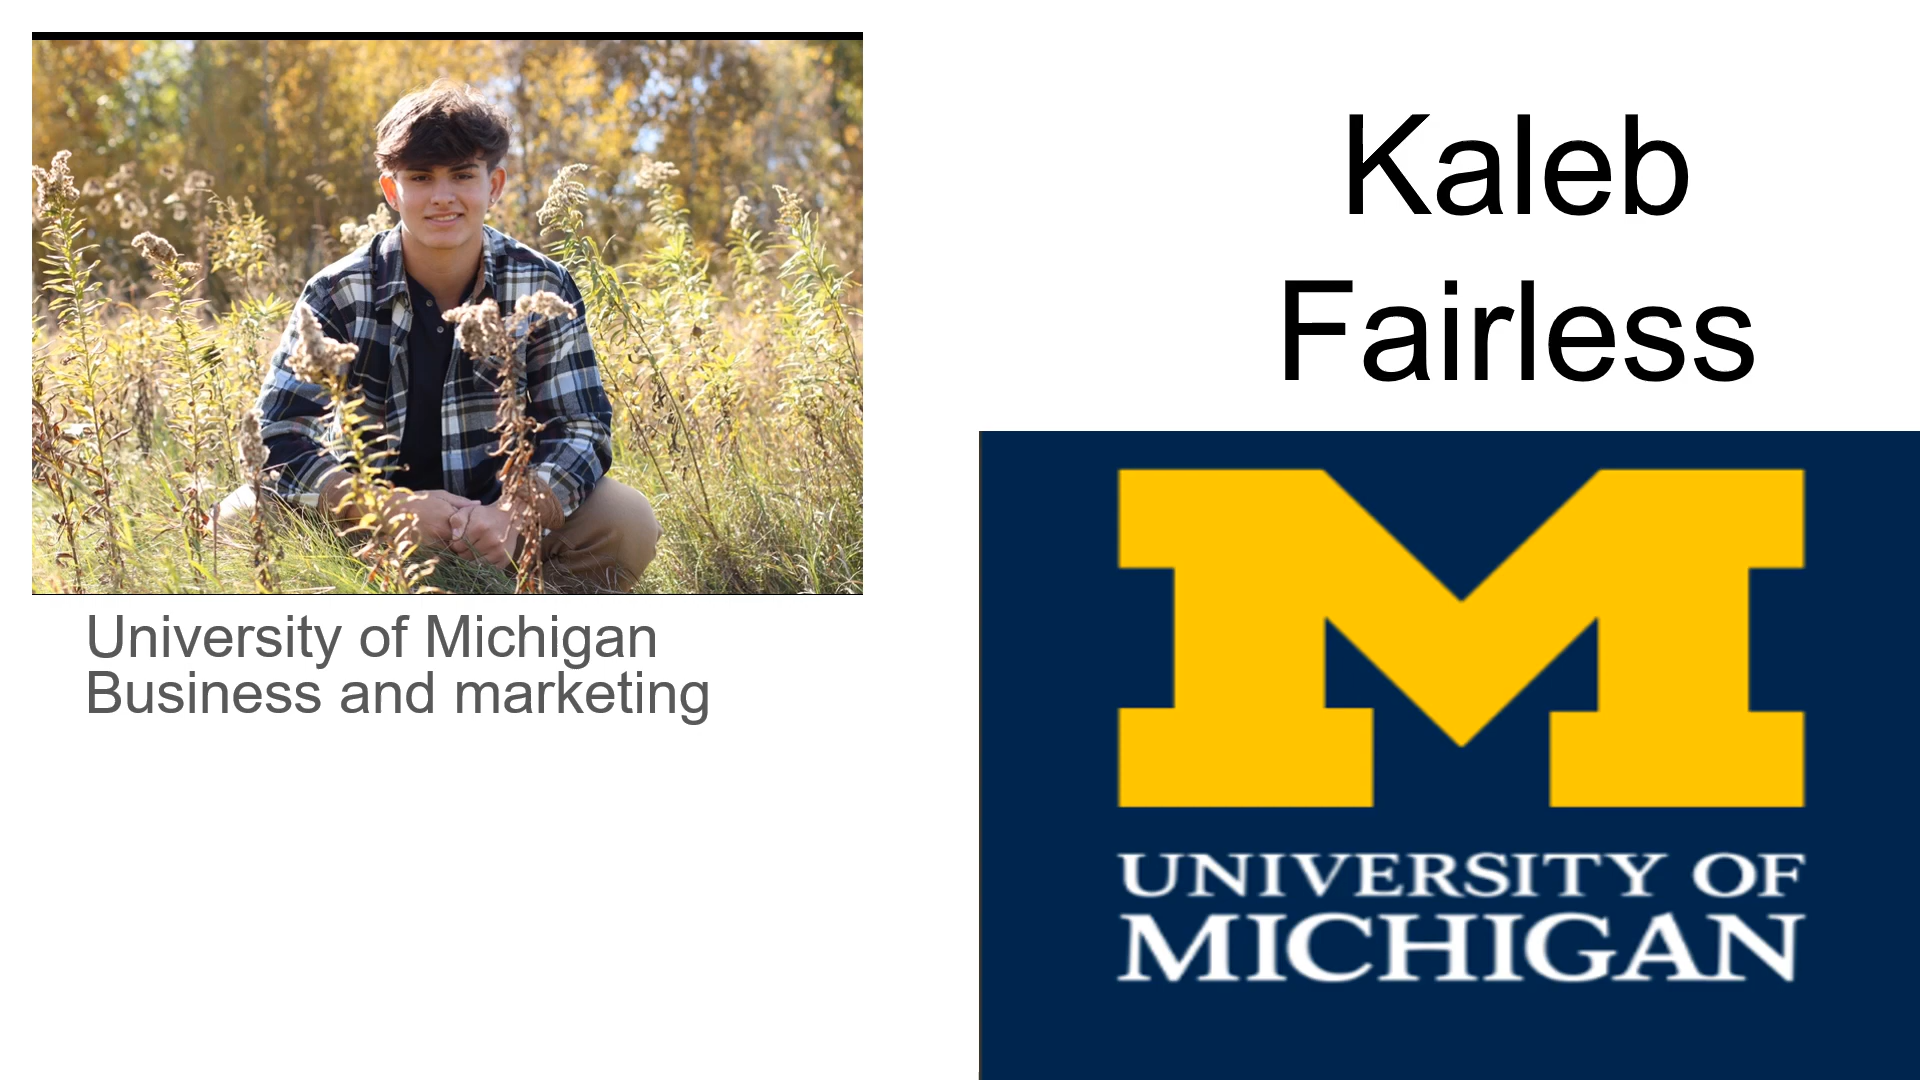 Kaleb
Fairless
University of Michigan
Business and marketing
UNIVERSITY OF
MICHIGAN